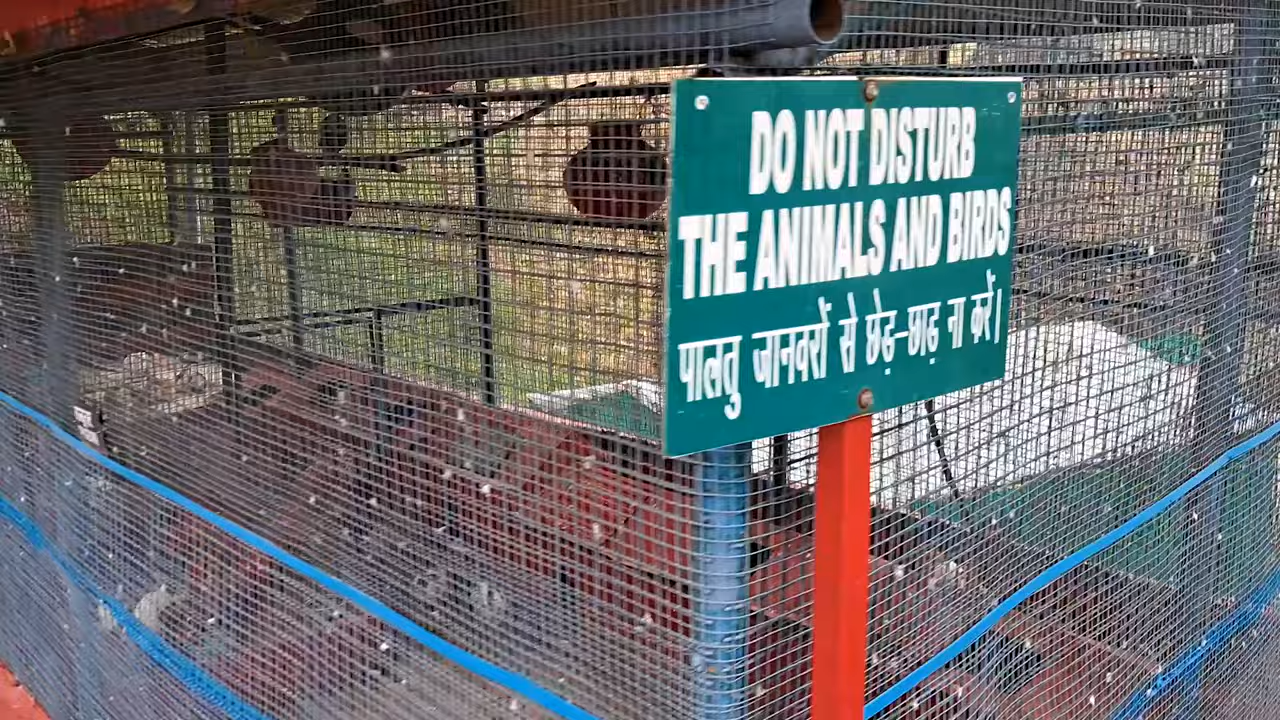 DO NOT DISTURB
THE ANIMALS AND BIRDS
पालतु जानवरों से छेड़-छाड़ ना करें।